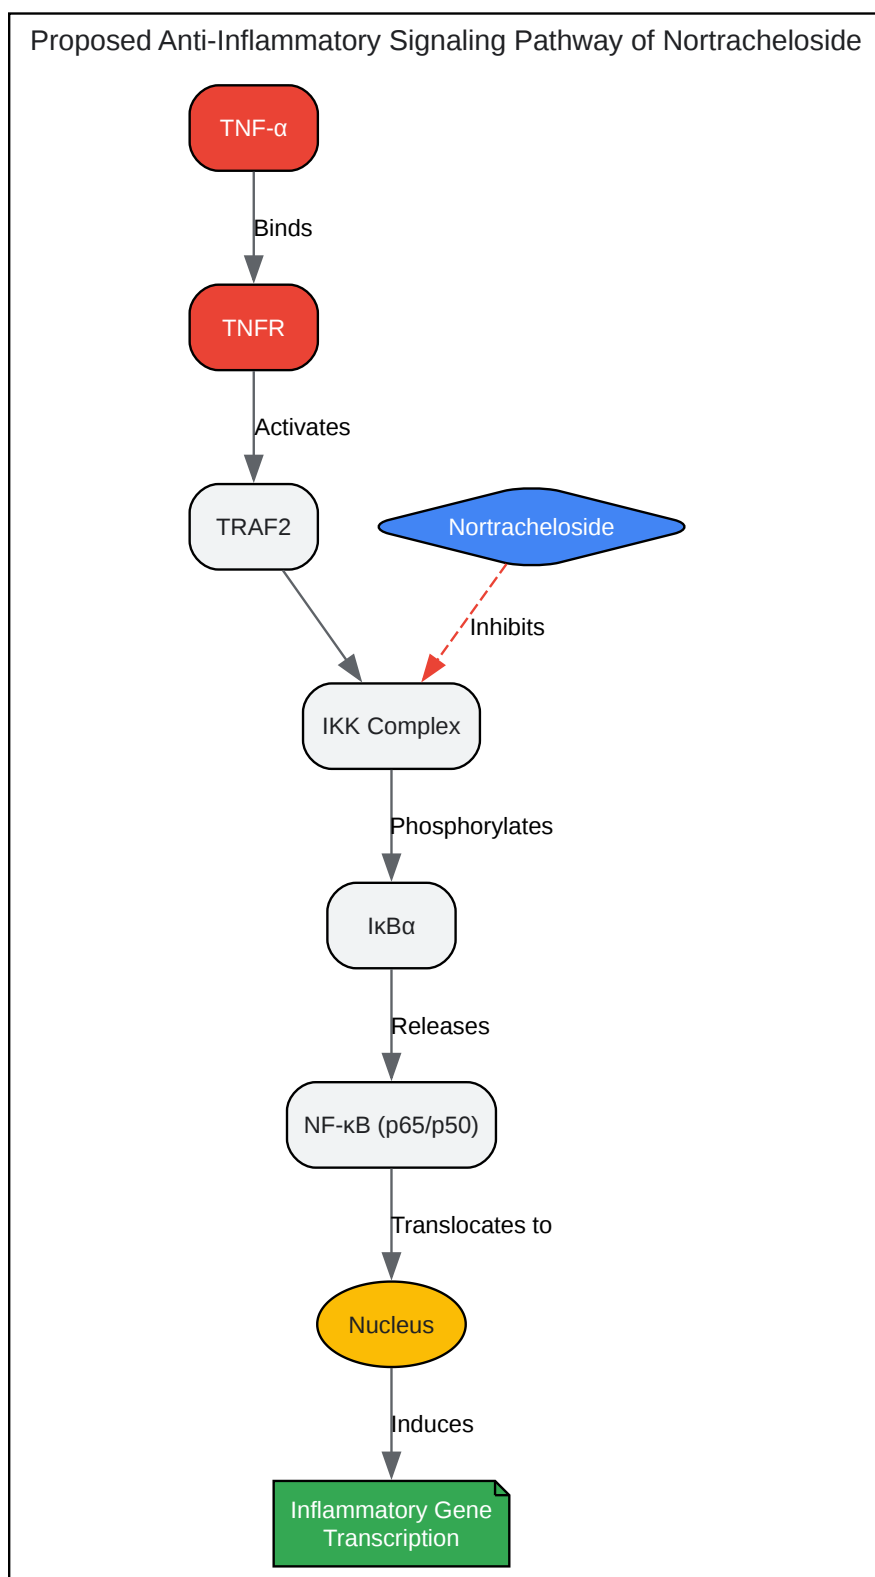 Proposed Anti-Inflammatory Signaling Pathway of Nortracheloside
TNF-α
Binds
TNFR
Activates
TRAF2
Nortracheloside
Inhibits
IKK Complex
Phosphorylates
IκBα
Releases
NF-κB (p65/p50)
Translocates to
Nucleus
Induces
Inflammatory Gene
Transcription